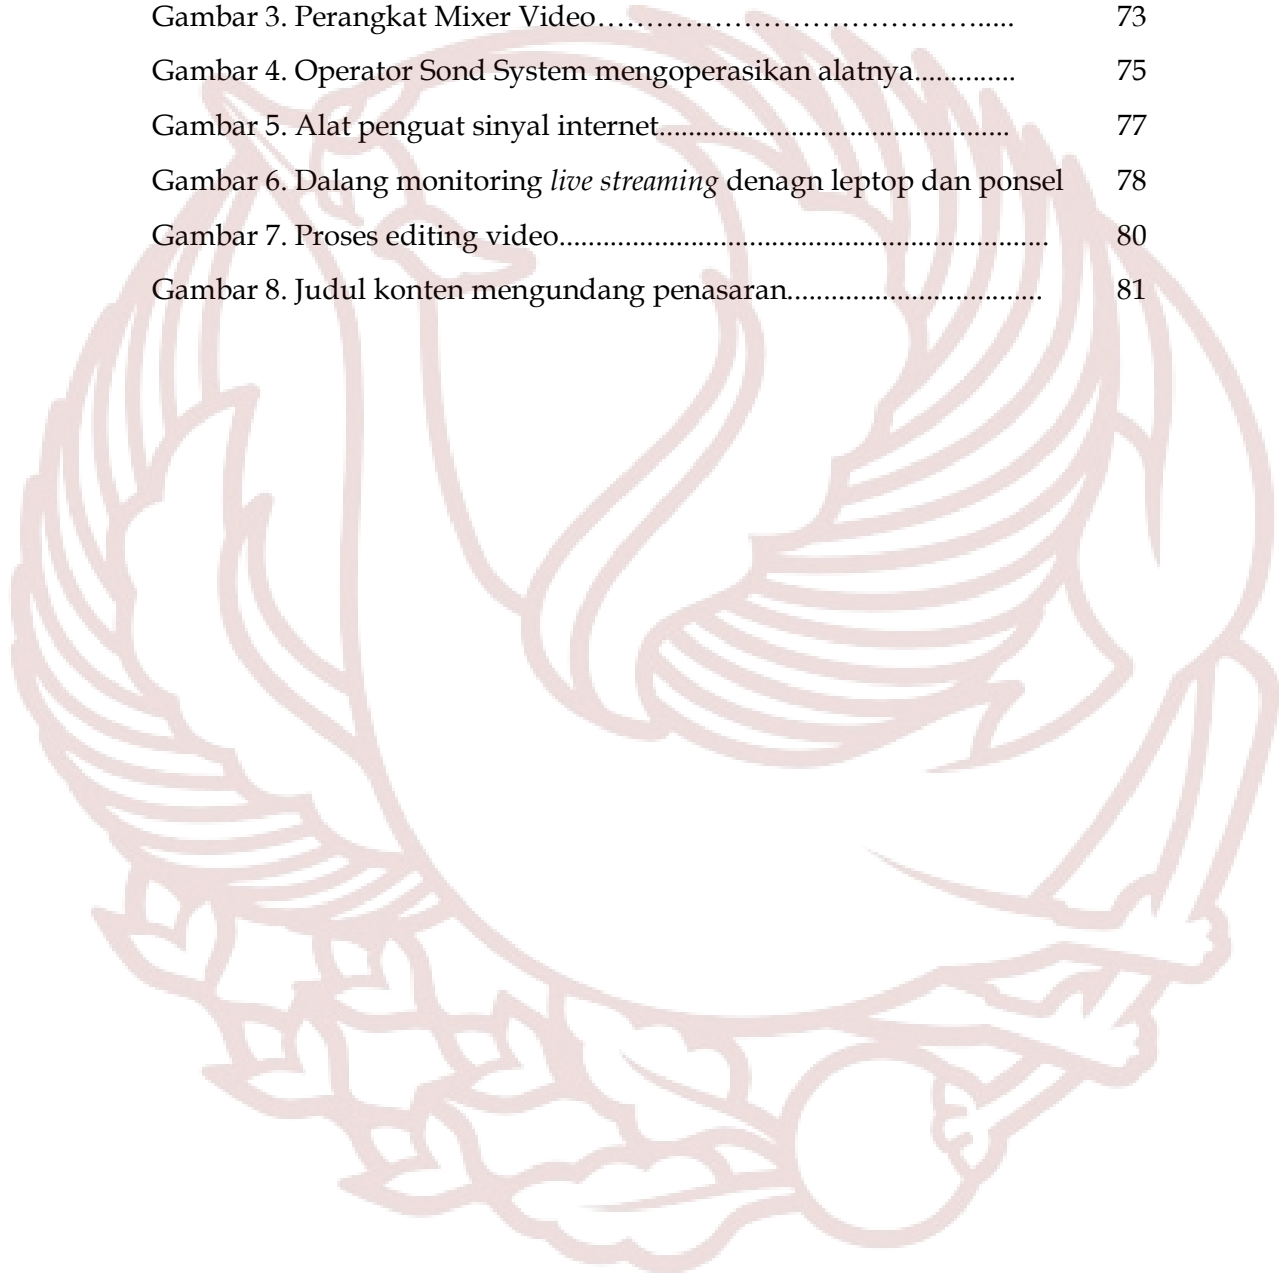 Gambar 3. Perangkat Mixer Video……………………………….....	73
Gambar 4. Operator Sond System mengoperasikan alatnya..............	75
Gambar 5. Alat penguat sinyal internet................................................	77
Gambar 6. Dalang monitoring live streaming denagn leptop dan ponsel	78
Gambar 7. Proses editing video...................................................................	80
Gambar 8. Judul konten mengundang penasaran...................................	81